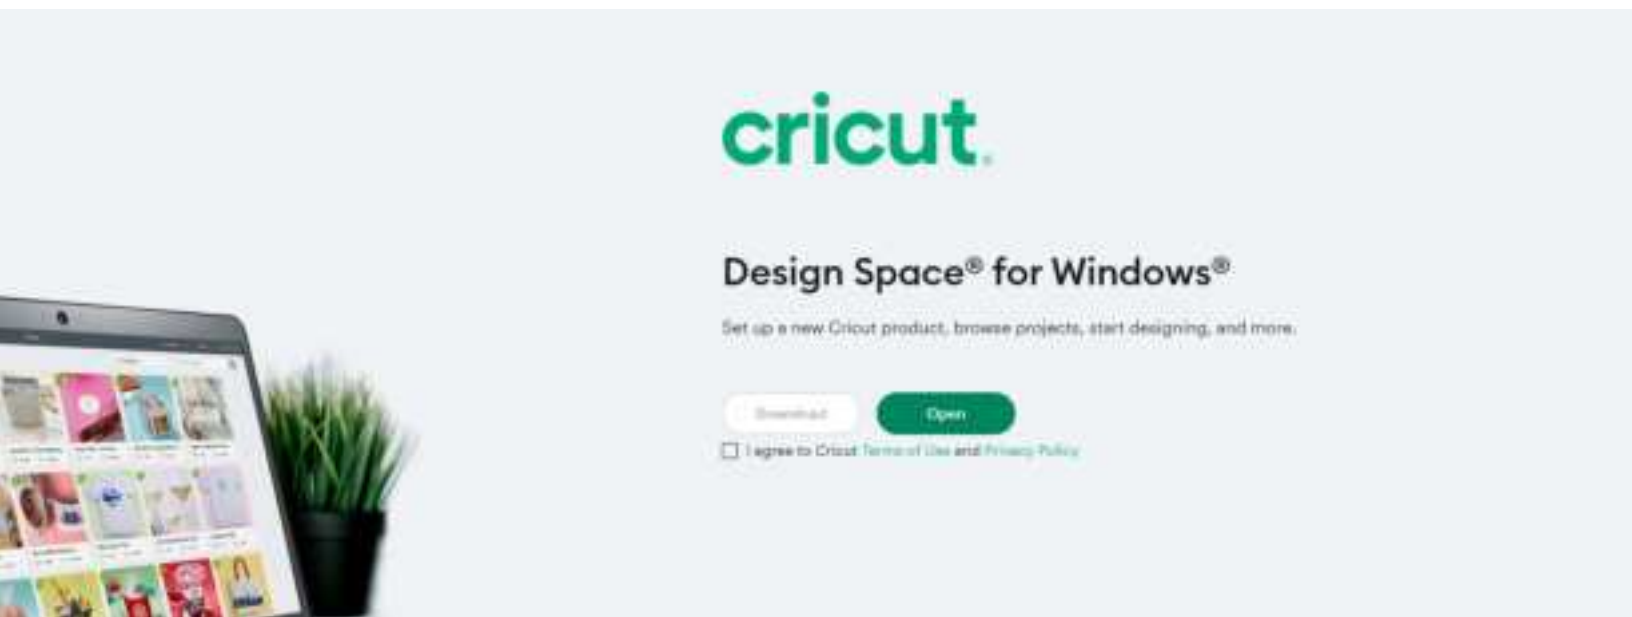 cricut
Design Space® for Windows®
Set up a new Cricut product, browse projects, start designing, and more.
Download
Open
I agree to Cricut Terms of Use and Privacy Policy